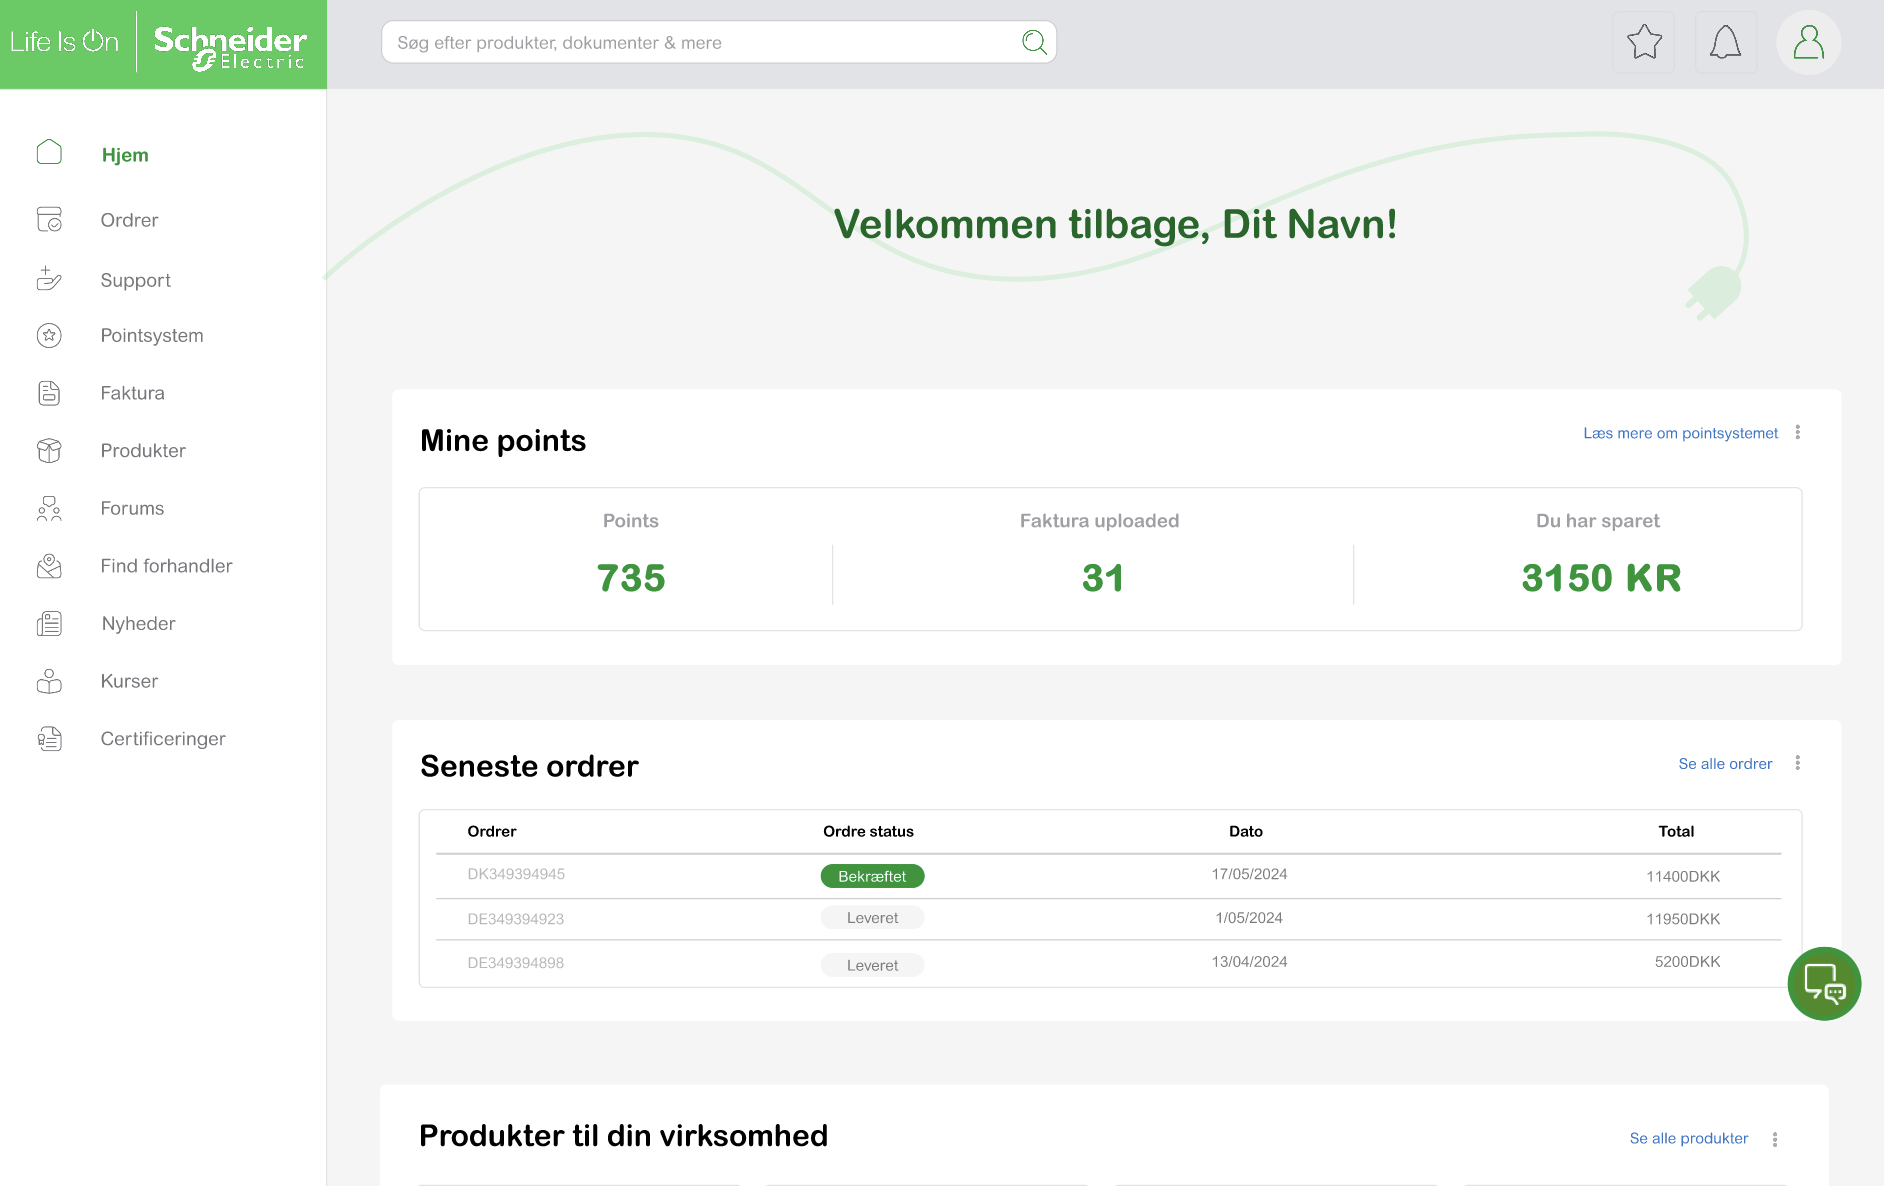 Life Is On
Schneider
Electric
Søg efter produkter, dokumenter & mere
Hjem
Ordrer
Support
Pointsystem
Faktura
Produkter
Forums
Find forhandler
Nyheder
Kurser
Certificeringer
Velkommen tilbage, Dit Navn!
Mine points
Læs mere om pointsystemet
Points
Faktura uploaded
Du har sparet
735
31
3150 KR
Seneste ordrer
Se alle ordrer
Ordrer Ordre status Dato Total
DK349394945 Bekræftet 17/05/2024 11400DKK
DE349394923 Leveret 1/05/2024 11950DKK
DE349394898 Leveret 13/04/2024 5200DKK
Produkter til din virksomhed
Se alle produkter